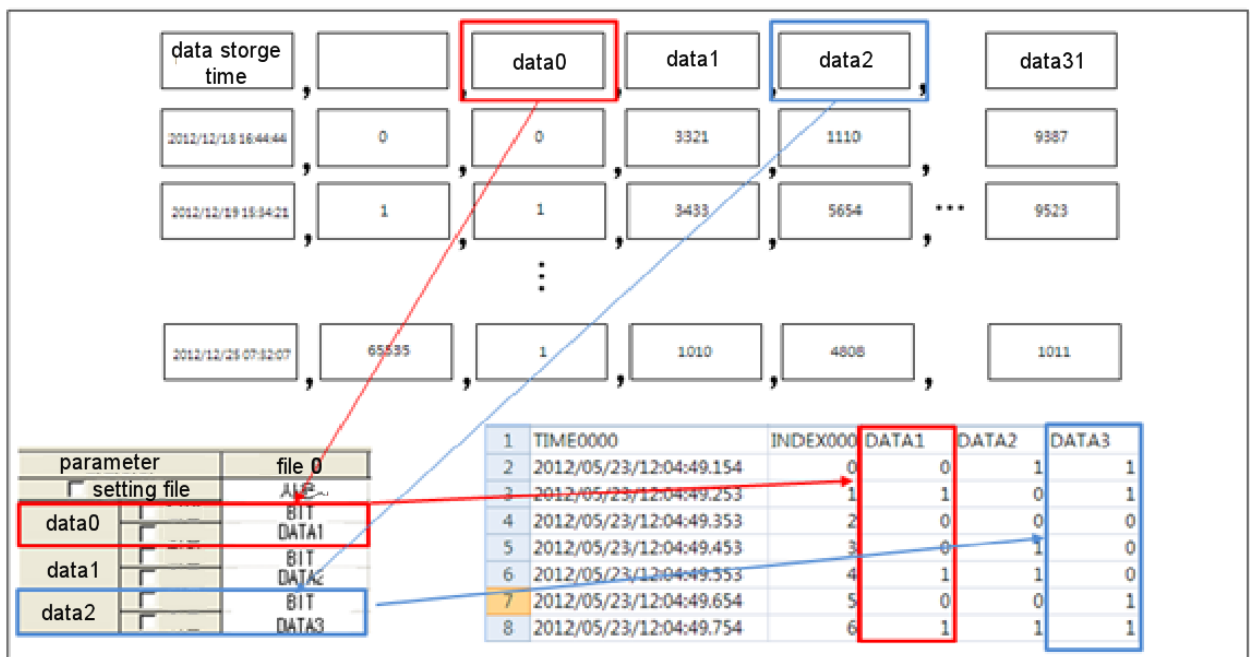 data storge
time
,
,
data0
,
data1
,
data2
,
data31
2012/12/18 16:44:44 , 0 , 0 , 3321 , 1110 , 9387
2012/12/19 15:34:21 , 1 , 1 , 3433 , 5654 , ... 9523
⋮
2012/12/25 07:32:07 , 65535 , 1 , 1010 , 4808 , 1011
parameter file 0
setting file
data0 BIT
DATA1
data1 BIT
DATA2
data2 BIT
DATA3
1 TIME0000 INDEX000 DATA1 DATA2 DATA3
2 2012/05/23/12:04:49.154 0 0 1 1
3 2012/05/23/12:04:49.253 1 1 0 1
4 2012/05/23/12:04:49.353 2 0 0 0
5 2012/05/23/12:04:49.453 3 0 1 0
6 2012/05/23/12:04:49.553 4 1 1 0
7 2012/05/23/12:04:49.654 5 0 0 1
8 2012/05/23/12:04:49.754 6 1 1 1